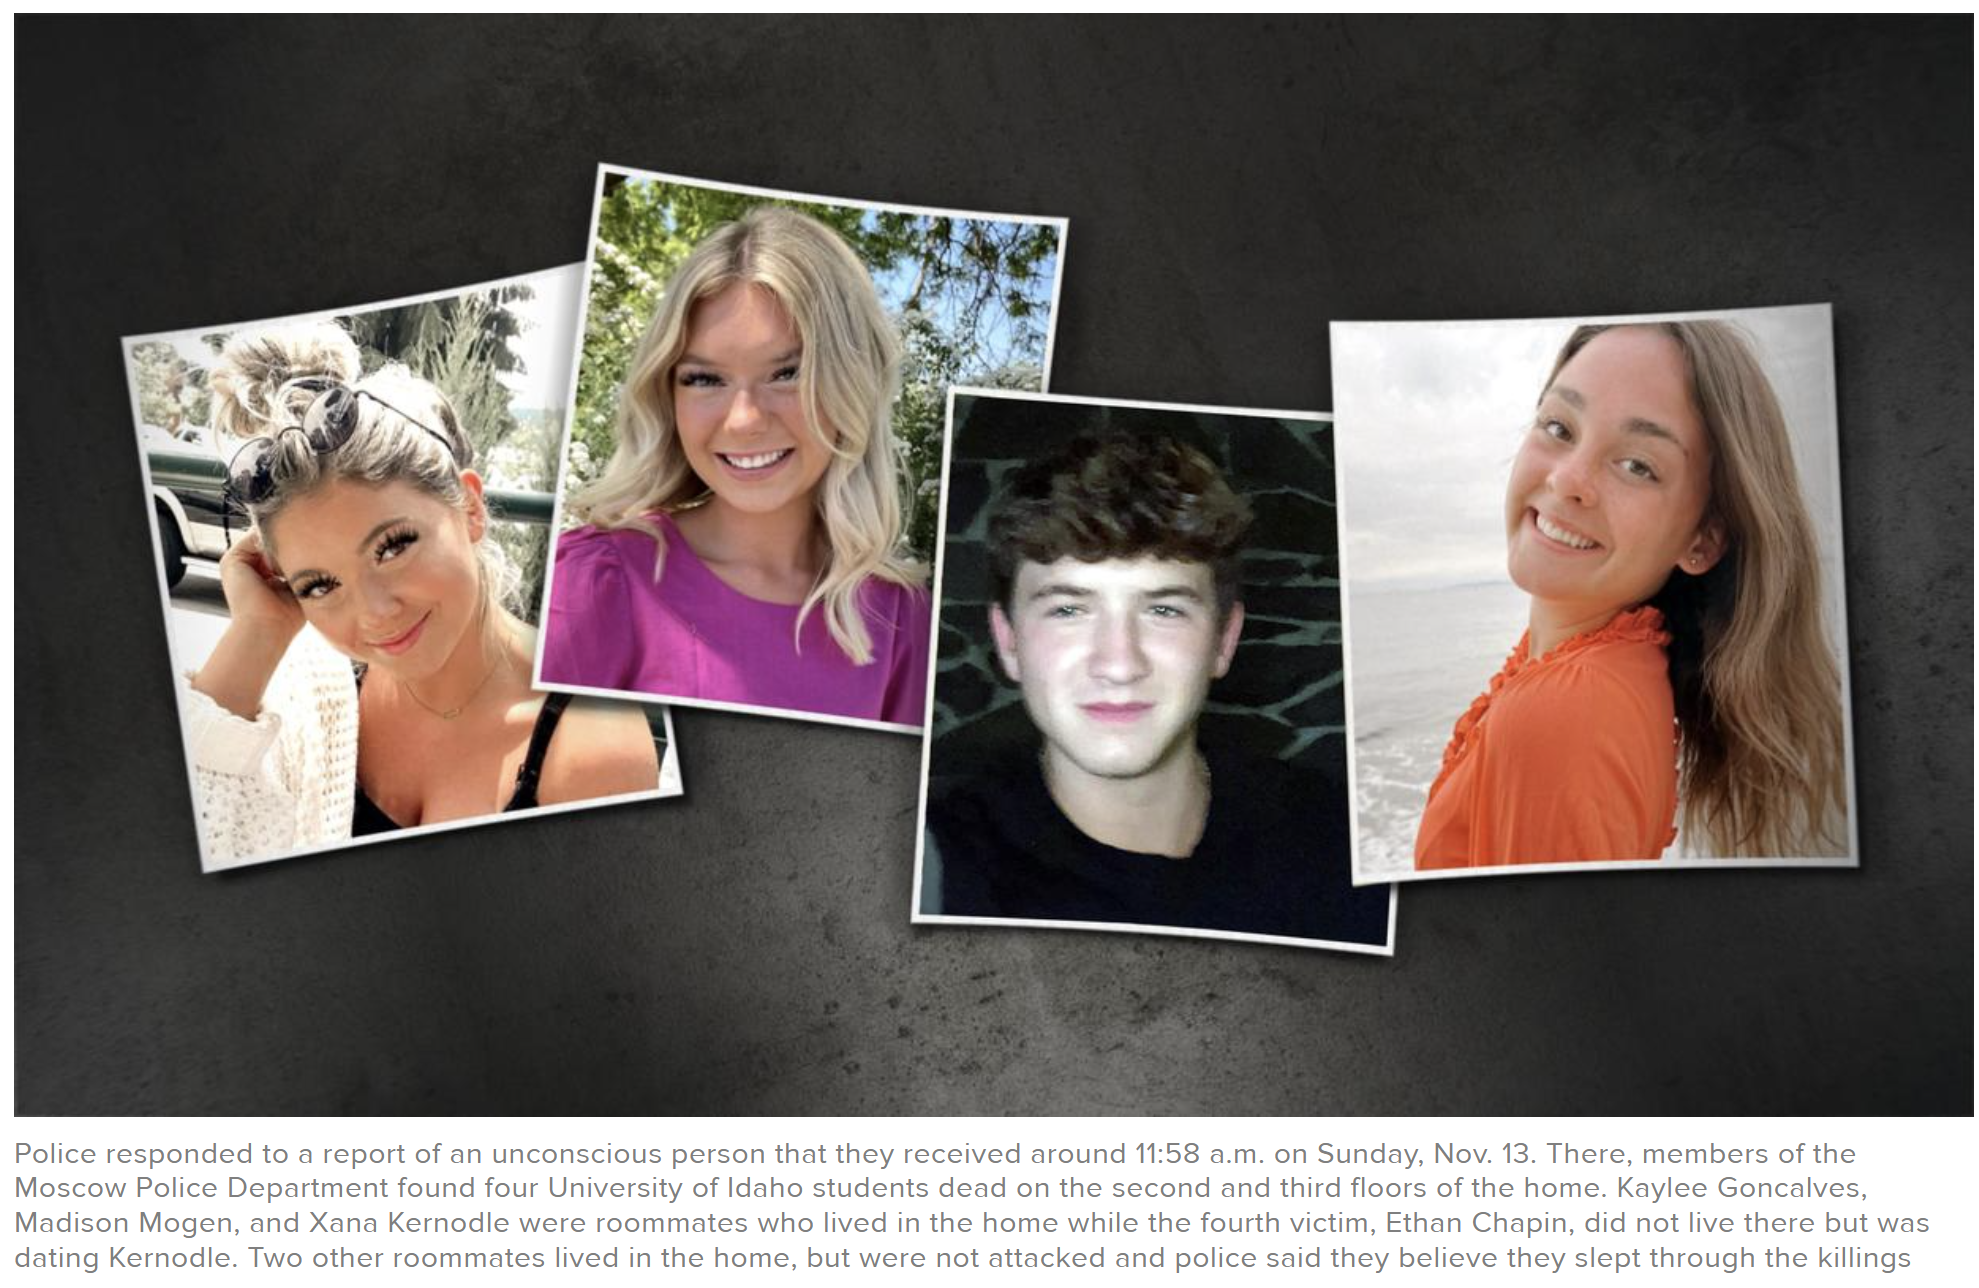 Police responded to a report of an unconscious person that they received around 11:58 a.m. on Sunday, Nov. 13. There, members of the
Moscow Police Department found four University of Idaho students dead on the second and third floors of the home. Kaylee Goncalves,
Madison Mogen, and Xana Kernodle were roommates who lived in the home while the fourth victim, Ethan Chapin, did not live there but was
dating Kernodle. Two other roommates lived in the home, but were not attacked and police said they believe they slept through the killings